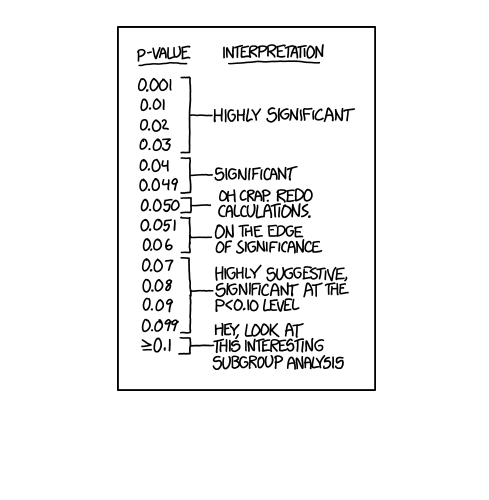 P-VALUE INTERPRETATION
0.001
0.01
0.02
0.03
HIGHLY SIGNIFICANT
0.04
0.049
SIGNIFICANT
0.050
OH CRAP. REDO
CALCULATIONS.
0.051
0.06
ON THE EDGE
OF SIGNIFICANCE
0.07
0.08
0.09
0.099
HIGHLY SUGGESTIVE,
SIGNIFICANT AT THE
P<0.10 LEVEL
≥0.1
HEY, LOOK AT
THIS INTERESTING
SUBGROUP ANALYSIS